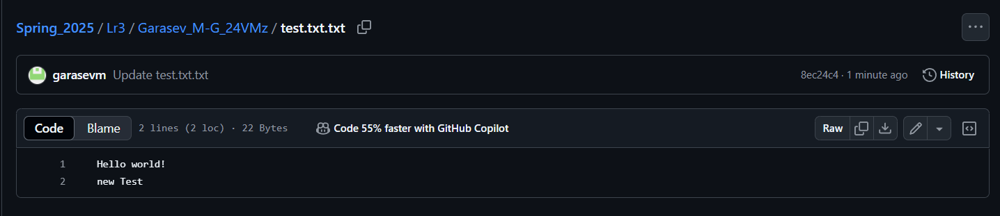 Spring_2025 / Lr3 / Garasev_M-G_24VMz / test.txt.txt
garasevm Update test.txt.txt 8ec24c4 · 1 minute ago History
Code Blame 2 lines (2 loc) · 22 Bytes Code 55% faster with GitHub Copilot Raw
1 Hello world!
2 new Test